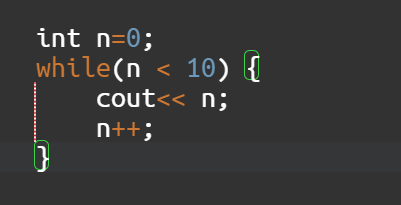 int n=0;
while(n < 10) {
    cout<< n;
    n++;
}